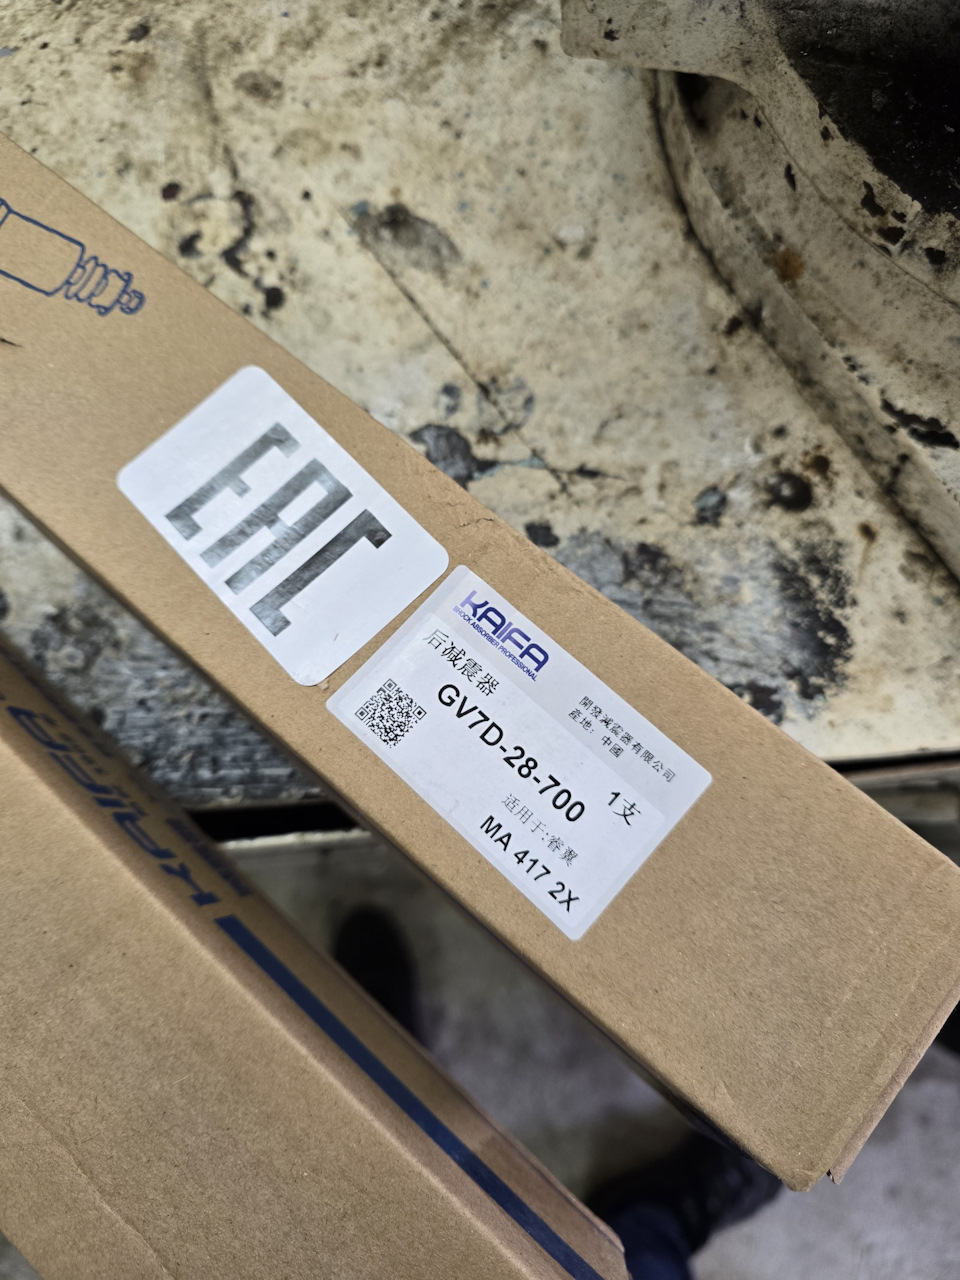 EAC
KAIFA
SHOCK ABSORBER PROFESSIONAL
后减震器
開發減震器有限公司
產地：中國
GV7D-28-700
1支
适用于:睿翼
MA 417 2X
KAIFA